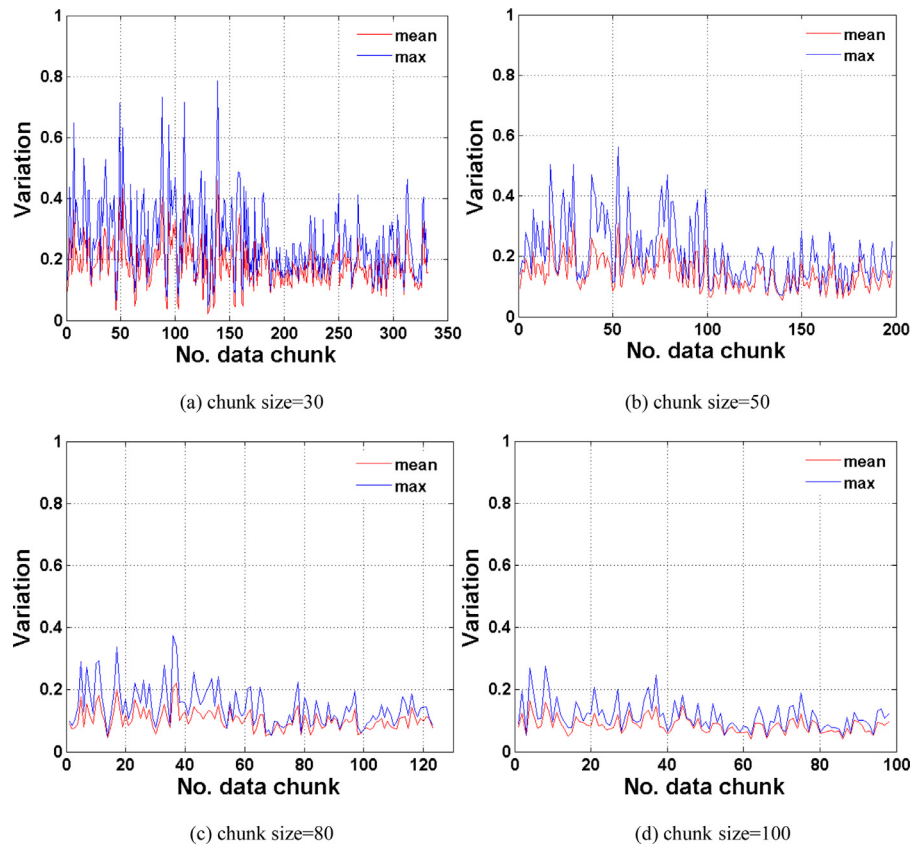 1
0.8
0.6
0.4
0.2
0
Variation
mean
max
0 50 100 150 200 250 300 350
No. data chunk
(a) chunk size=30
1
0.8
0.6
0.4
0.2
0
Variation
mean
max
0 50 100 150 200
No. data chunk
(b) chunk size=50
1
0.8
0.6
0.4
0.2
0
Variation
mean
max
0 20 40 60 80 100 120
No. data chunk
(c) chunk size=80
1
0.8
0.6
0.4
0.2
0
Variation
mean
max
0 20 40 60 80 100
No. data chunk
(d) chunk size=100